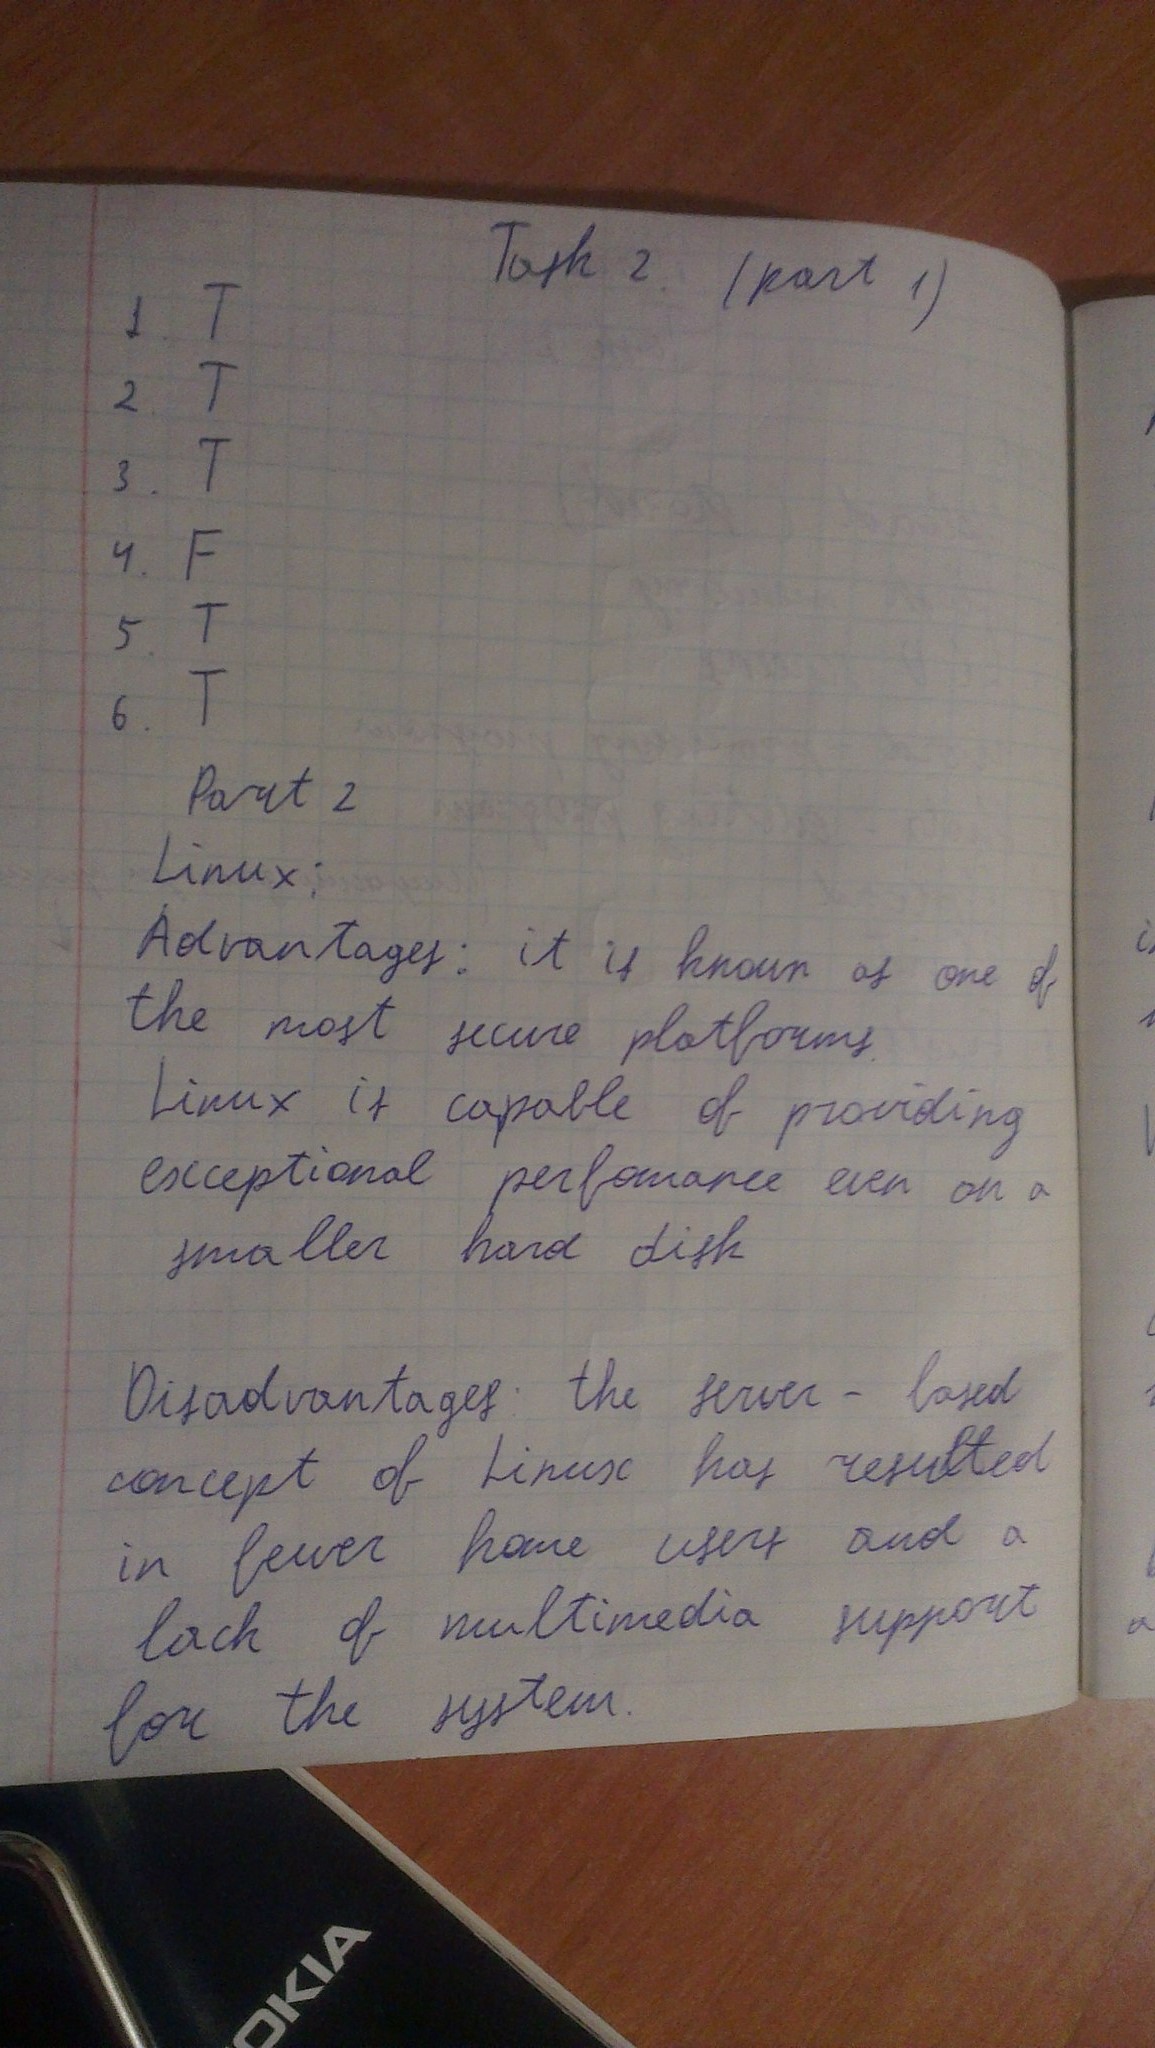 Task 2. (part 1)
1. T
2. T
3. T
4. F
5. T
6. T
Part 2
Linux:
Advantages: it is known as one of
the most secure platforms.
Linux is capable of providing
exceptional perfomance even on a
smaller hard disk
Disadvantages: the server-based
concept of Linux has resulted
in fewer home users and a
lack of multimedia support
for the system.
OKIA